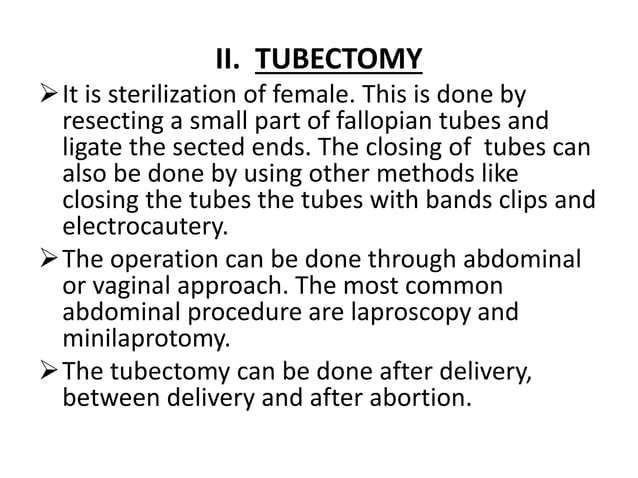 II. TUBECTOMY
➢It is sterilization of female. This is done by
resecting a small part of fallopian tubes and
ligate the sected ends. The closing of tubes can
also be done by using other methods like
closing the tubes the tubes with bands clips and
electrocautery.
➢The operation can be done through abdominal
or vaginal approach. The most common
abdominal procedure are laproscopy and
minilaprotomy.
➢The tubectomy can be done after delivery,
between delivery and after abortion.